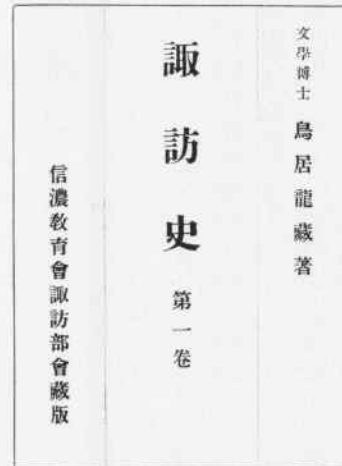 文學博士 鳥居龍藏著
諏訪史 第一卷
信濃敎育會諏訪部會藏版